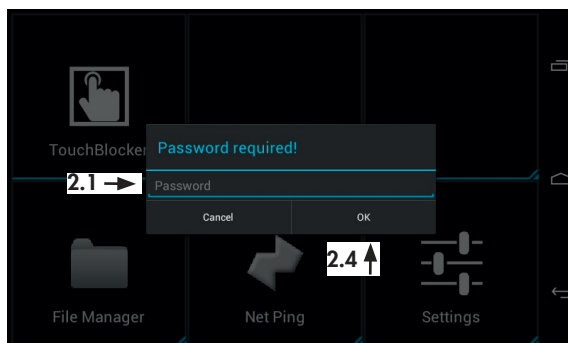 TouchBlocker
Password required!
2.1
Password
Cancel
OK
2.4
File Manager
Net Ping
Settings